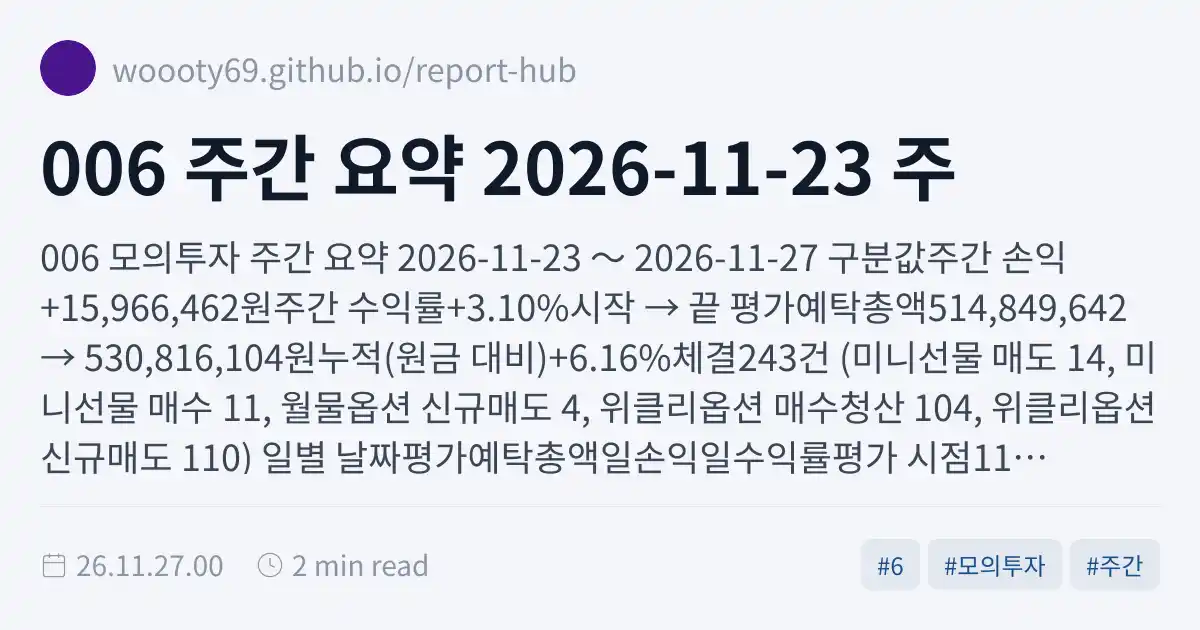 woooty69.github.io/report-hub
006 주간 요약 2026-11-23 주
006 모의투자 주간 요약 2026-11-23 ～ 2026-11-27 구분값주간 손익
+15,966,462원주간 수익률+3.10%시작 → 끝 평가예탁총액514,849,642
→ 530,816,104원누적(원금 대비)+6.16%체결243건 (미니선물 매도 14, 미
니선물 매수 11, 월물옵션 신규매도 4, 위클리옵션 매수청산 104, 위클리옵션
신규매도 110) 일별 날짜평가예탁총액일손익일수익률평가 시점11…
26.11.27.00 2 min read #6 #모의투자 #주간